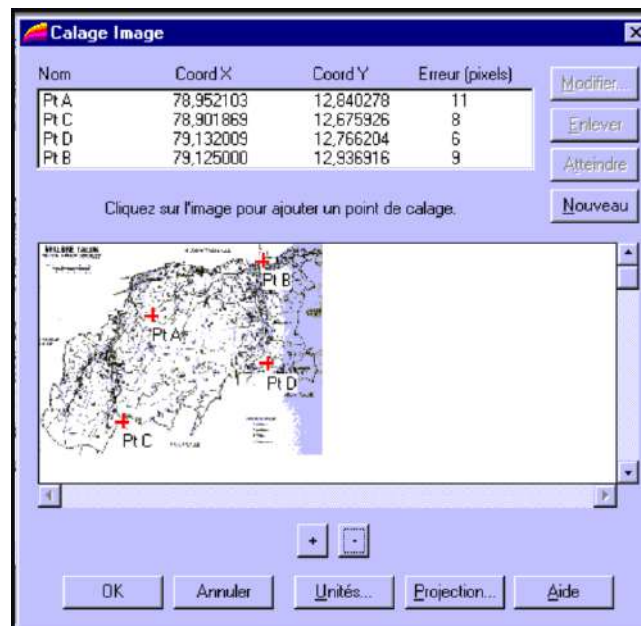 Calage Image
Nom Coord X Coord Y Erreur (pixels)
Pt A 78,952103 12,840278 11
Pt C 78,901869 12,675926 8
Pt D 79,132009 12,766204 6
Pt B 79,125000 12,936916 9
Modifier...
Enlever
Atteindre
Nouveau
Cliquez sur l'image pour ajouter un point de calage.
Pt B
Pt A
Pt D
Pt C
+ -
OK Annuler Unités... Projection... Aide